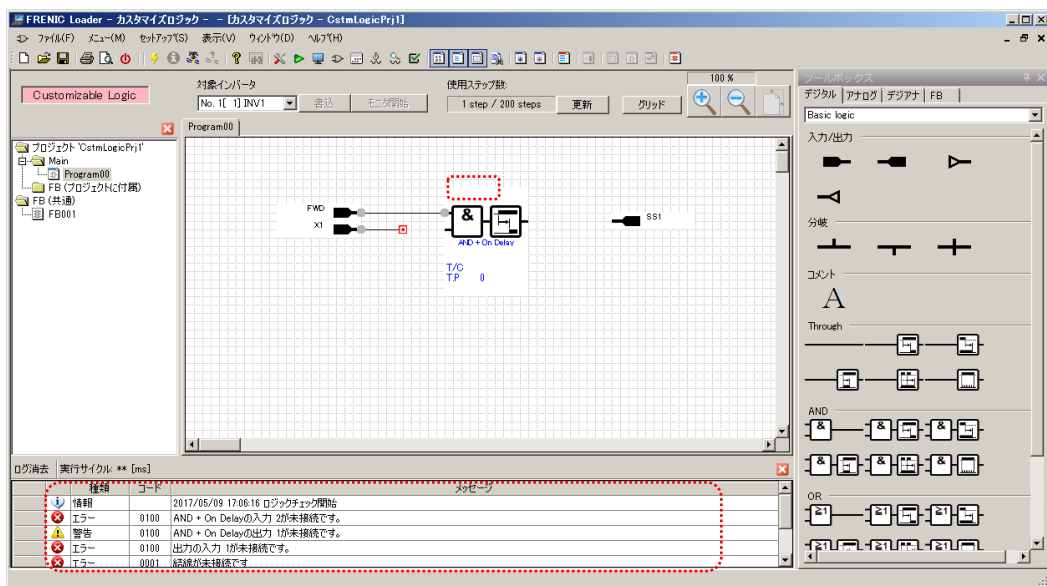 FRENIC Loader - カスタマイズロジック - - [カスタマイズロジック - CstmLogicPrj1]
ファイル(F) メニュー(M) セットアップ(S) 表示(V) ウィンドウ(D) ヘルプ(H)
Customizable Logic
対象インバータ
No. 1[ 1] INV1
書込
モニタ開始
使用ステップ数:
1 step / 200 steps
更新
グリッド
100 %
プロジェクト 'CstmLogicPrj1'
Main
Program00
FB (プロジェクトに付属)
FB (共通)
FB001
Program00
FWD
X1
&
AND + On Delay
T/C
T.P 0
SS1
ツールボックス
デジタル アナログ デジアナ FB
Basic logic
入力/出力
分岐
コメント
A
Through
AND
& & &
& & &
OR
≧1 ≧1 ≧1
≧1 ≧1 ≧1
ログ消去 実行サイクル: ** [ms]
種類 コード メッセージ
情報 2017/05/09 17:06:16 ロジックチェック開始
エラー 0100 AND + On Delayの入力 2が未接続です。
警告 0100 AND + On Delayの出力 1が未接続です。
エラー 0100 出力の入力 1が未接続です。
エラー 0001 結線が未接続です